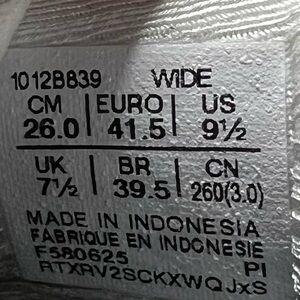 1012B839 WIDE
CM EURO US
26.0 41.5 9½
UK BR CN
7½ 39.5 260(3.0)
MADE IN INDONESIA
FABRIQUE EN INDONESIE
F580625 PI
RTXRV2SCKXWQJxS